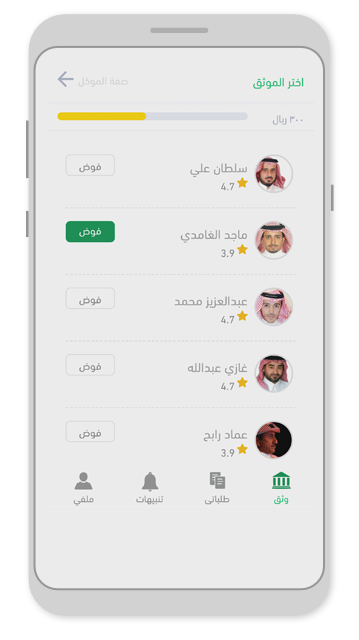 اختر الموثق
صفة الموكل
٣٠٠ ريال
سلطان علي
4.7
فوض
ماجد الغامدي
3.9
فوض
عبدالعزيز محمد
4.7
فوض
غازي عبدالله
4.7
فوض
عماد رابح
3.9
فوض
وثق
طلباتى
تنبيهات
ملفي